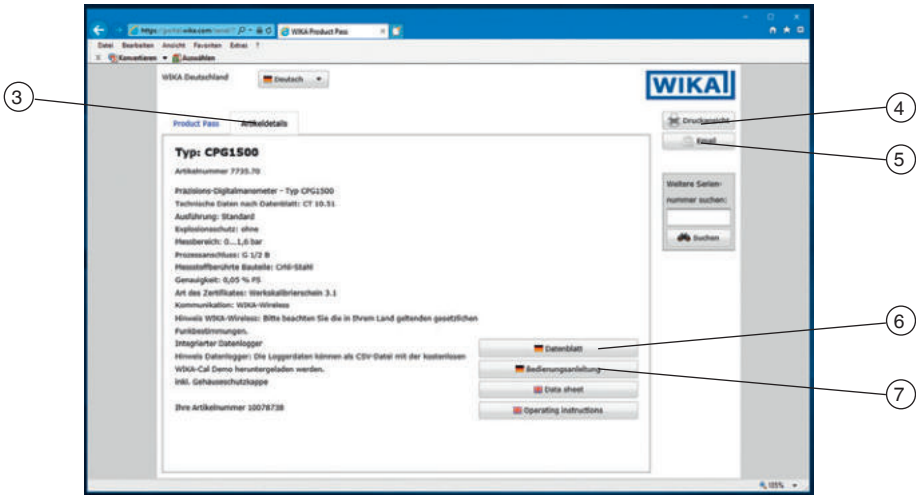 https://portal.wika.com/serial/?
WIKA Product Pass
Datei Bearbeiten Ansicht Favoriten Extras ?
x Konvertieren Auswählen
WIKA Deutschland
Deutsch
WIKA
3
Product Pass
Artikeldetails
Druckansicht
4
Email
5
Typ: CPG1500
Artikelnummer 7735.70
Präzisions-Digitalmanometer - Typ CPG1500
Technische Daten nach Datenblatt: CT 10.51
Ausführung: Standard
Explosionsschutz: ohne
Messbereich: 0...1,6 bar
Prozessanschluss: G 1/2 B
Messstoffberührte Bauteile: CrNi-Stahl
Genauigkeit: 0,05 % FS
Art des Zertifikates: Werkskalibrierschein 3.1
Kommunikation: WIKA-Wireless
Hinweis WIKA-Wireless: Bitte beachten Sie die in Ihrem Land geltenden gesetzlichen
Funkbestimmungen.
Integrierter Datenlogger
Hinweis Datenlogger: Die Loggerdaten können als CSV-Datei mit der kostenlosen
WIKA-Cal Demo heruntergeladen werden.
inkl. Gehäuseschutzkappe
Ihre Artikelnummer 10078738
Weitere Serien-
nummer suchen:
Suchen
Datenblatt
6
Bedienungsanleitung
7
Data sheet
Operating instructions
105%